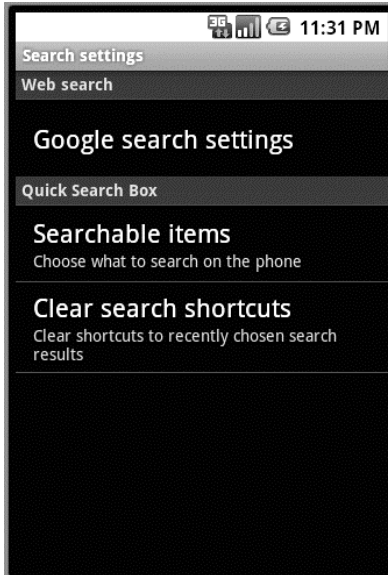 3G 11:31 PM
Search settings
Web search
Google search settings
Quick Search Box
Searchable items
Choose what to search on the phone
Clear search shortcuts
Clear shortcuts to recently chosen search
results